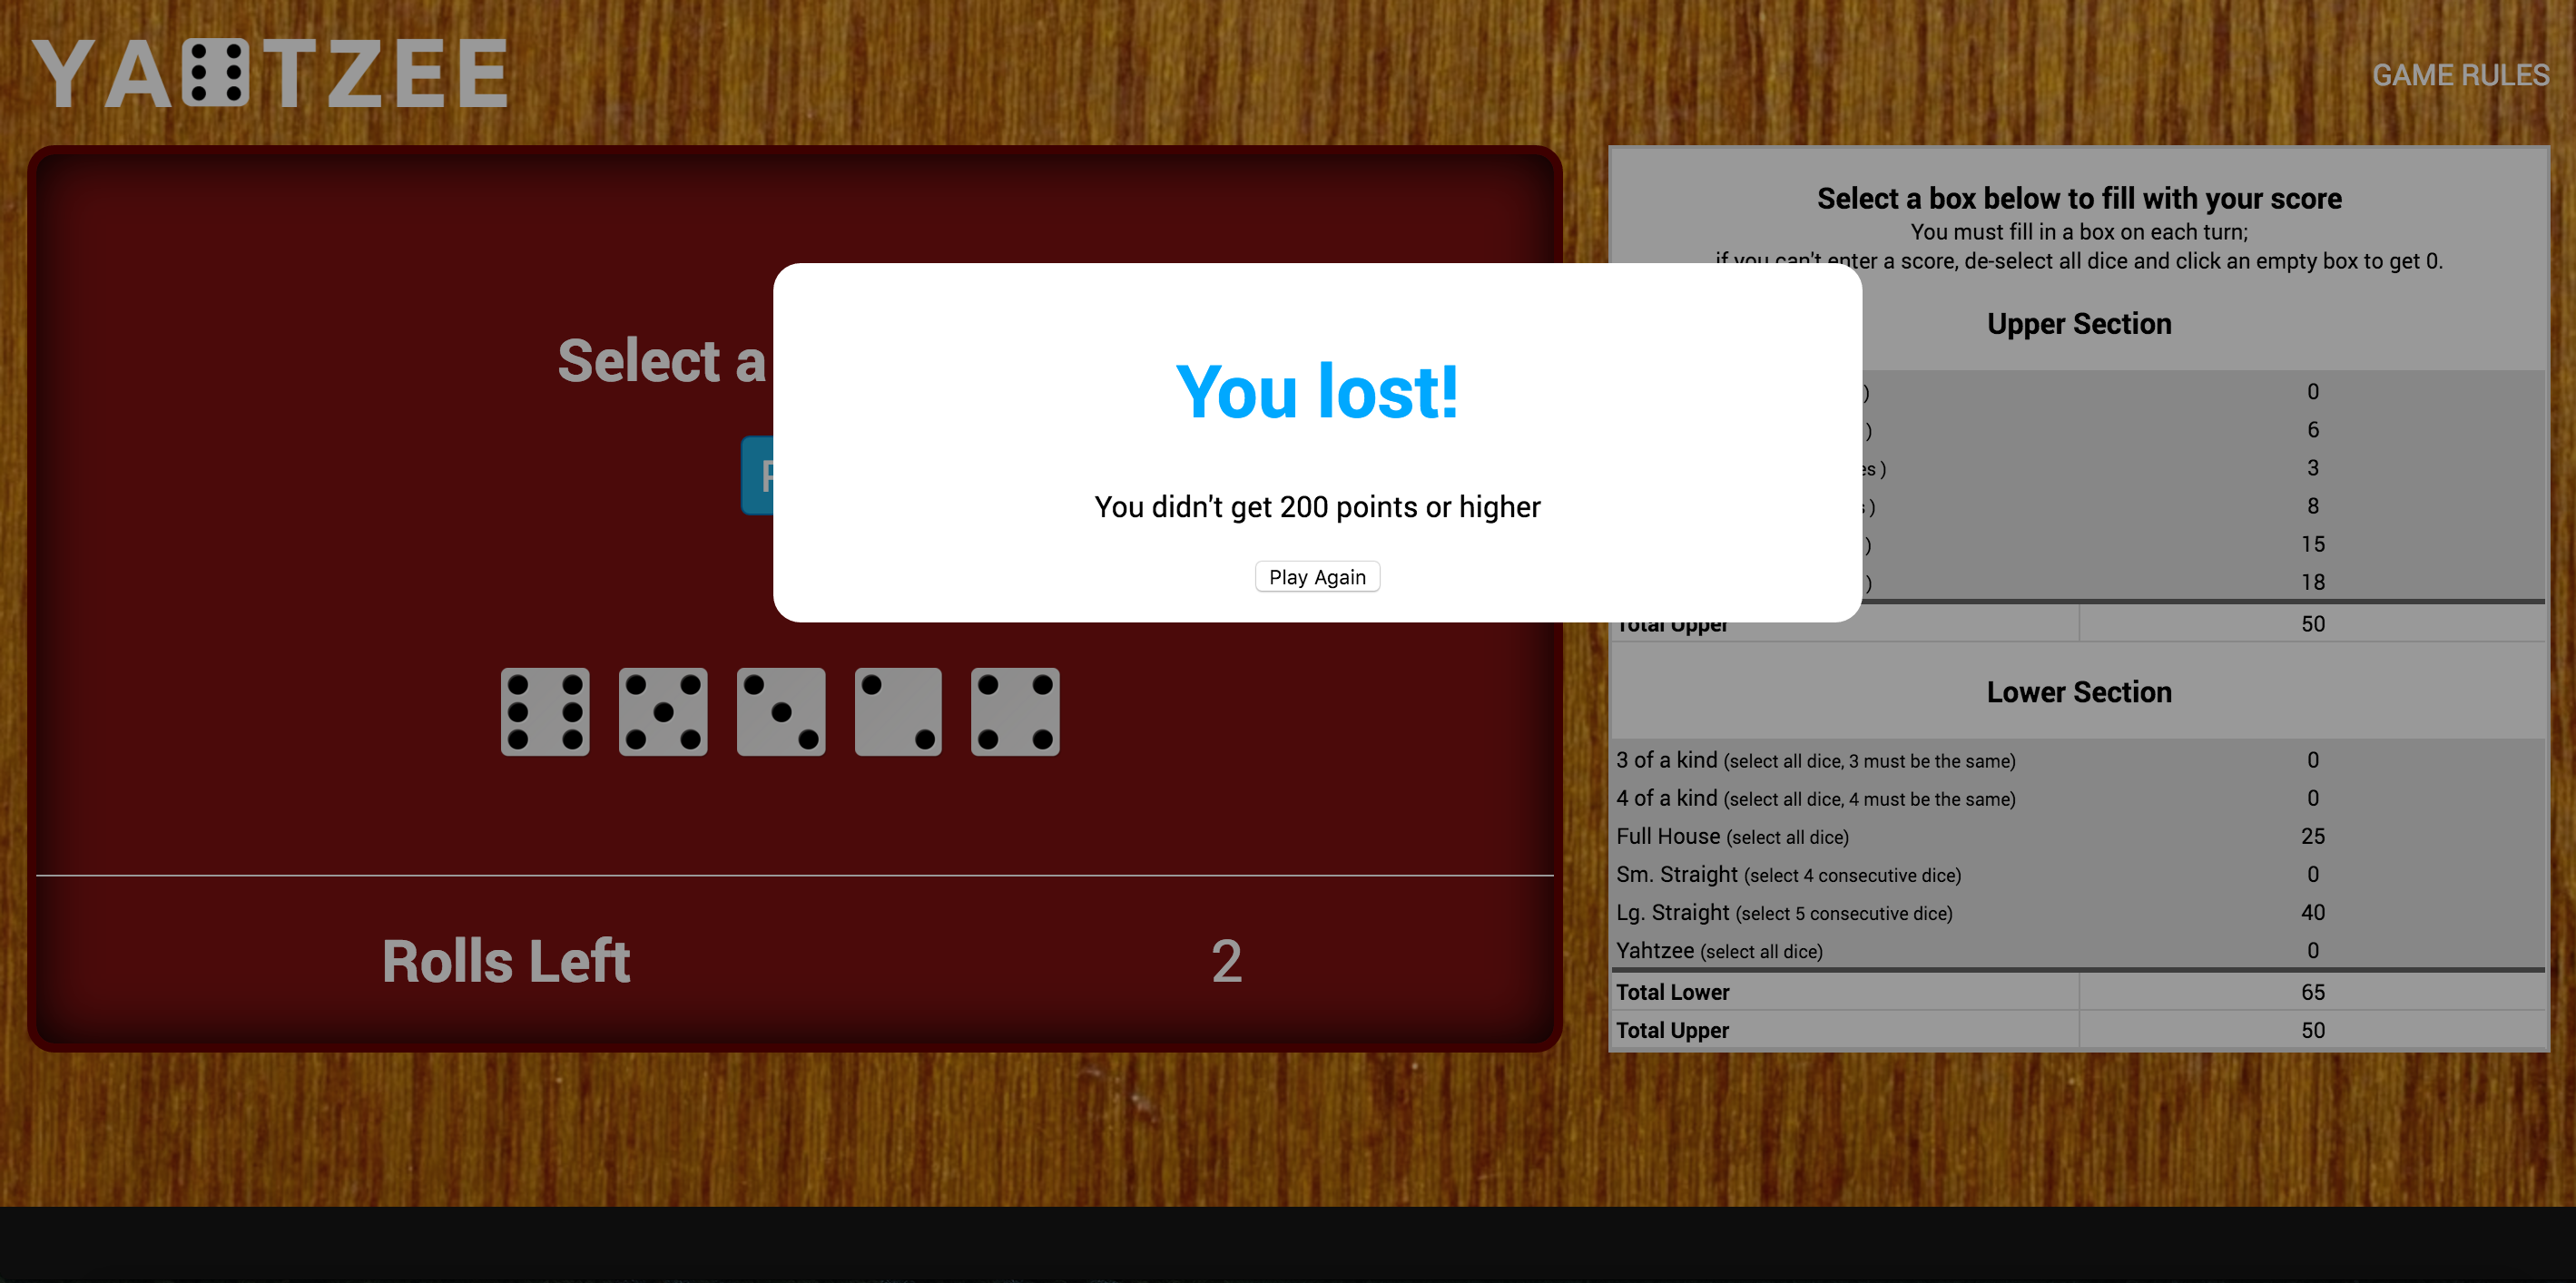 YAHTZEE
GAME RULES
Select a box below to fill with your score
You must fill in a box on each turn;
if you can't enter a score, de-select all dice and click an empty box to get 0.
Select a
You lost!
You didn't get 200 points or higher
Play Again
Upper Section
) 0
) 6
es ) 3
s ) 8
) 15
) 18
Total Upper 50
Lower Section
3 of a kind (select all dice, 3 must be the same) 0
4 of a kind (select all dice, 4 must be the same) 0
Full House (select all dice) 25
Sm. Straight (select 4 consecutive dice) 0
Lg. Straight (select 5 consecutive dice) 40
Yahtzee (select all dice) 0
Total Lower 65
Total Upper 50
Rolls Left 2